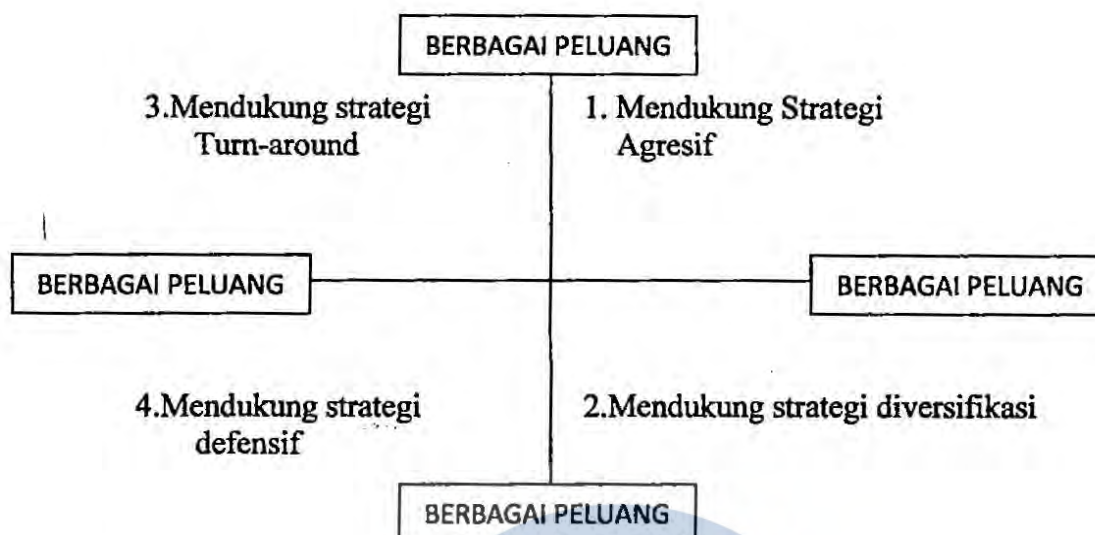 BERBAGAI PELUANG
3.Mendukung strategi
Turn-around
1. Mendukung Strategi
Agresif
BERBAGAI PELUANG
BERBAGAI PELUANG
4.Mendukung strategi
defensif
2.Mendukung strategi diversifikasi
BERBAGAI PELUANG